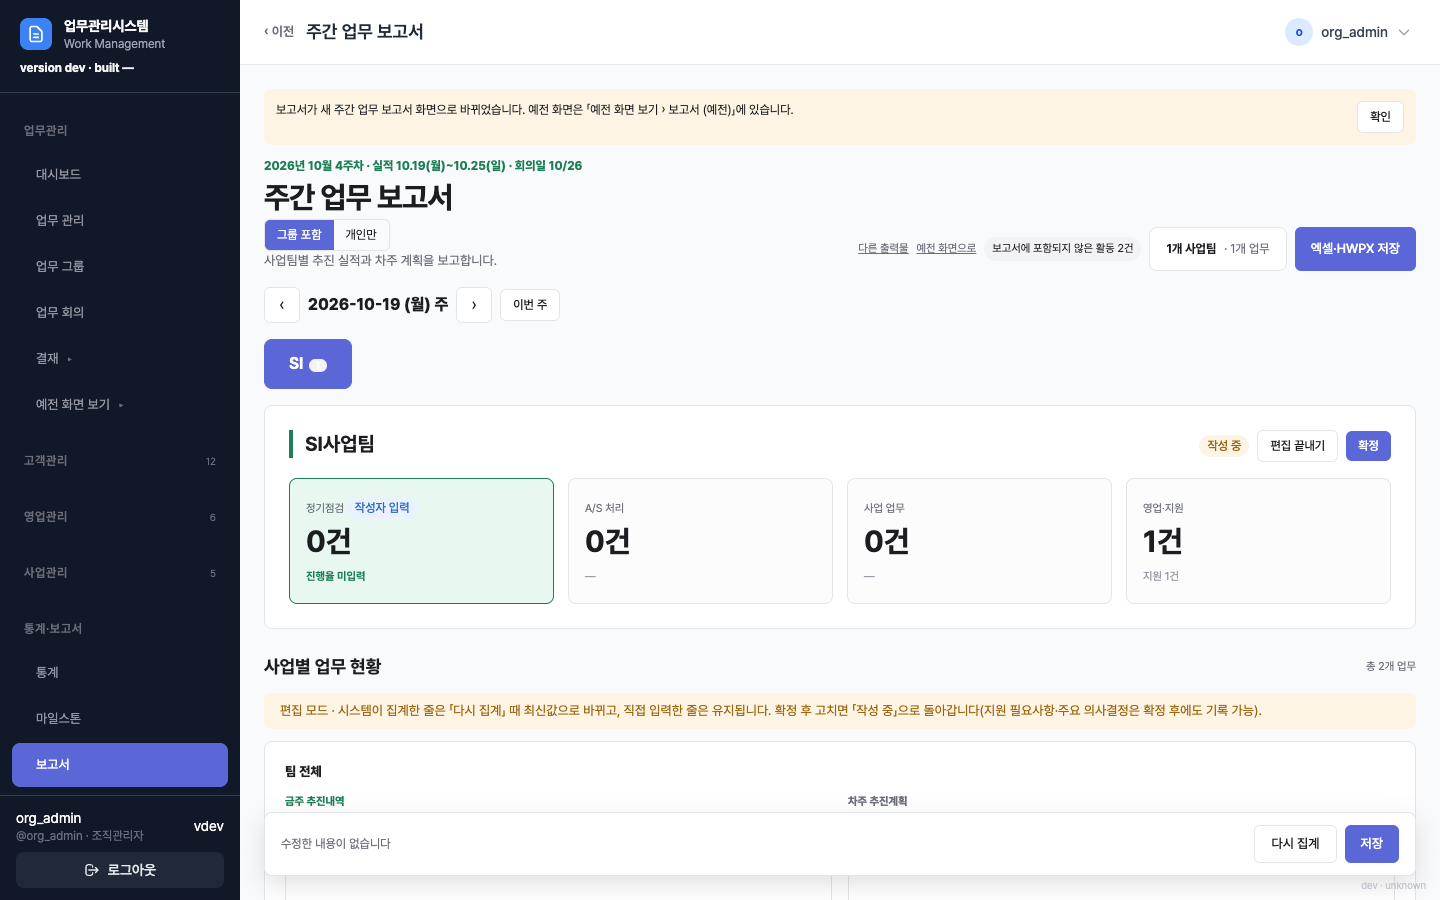 업무관리시스템
Work Management
version dev · built —
업무관리
대시보드
업무 관리
업무 그룹
업무 회의
결재 ▸
예전 화면 보기 ▸
고객관리 12
영업관리 6
사업관리 5
통계·보고서
통계
마일스톤
보고서
org_admin
@org_admin · 조직관리자
vdev
로그아웃
‹ 이전
주간 업무 보고서
o
org_admin
보고서가 새 주간 업무 보고서 화면으로 바뀌었습니다. 예전 화면은 「예전 화면 보기 › 보고서 (예전)」에 있습니다.
확인
2026년 10월 4주차 · 실적 10.19(월)~10.25(일) · 회의일 10/26
주간 업무 보고서
그룹 포함
개인만
사업팀별 추진 실적과 차주 계획을 보고합니다.
다른 출력물
예전 화면으로
보고서에 포함되지 않은 활동 2건
1개 사업팀 · 1개 업무
엑셀·HWPX 저장
‹
2026-10-19 (월) 주
›
이번 주
SI
SI사업팀
작성 중
편집 끝내기
확정
정기점검 작성자 입력
0건
진행율 미입력
A/S 처리
0건
—
사업 업무
0건
—
영업·지원
1건
지원 1건
사업별 업무 현황
총 2개 업무
편집 모드 · 시스템이 집계한 줄은 「다시 집계」 때 최신값으로 바뀌고, 직접 입력한 줄은 유지됩니다. 확정 후 고치면 「작성 중」으로 돌아갑니다(지원 필요사항·주요 의사결정은 확정 후에도 기록 가능).
팀 전체
금주 추진내역
차주 추진계획
수정한 내용이 없습니다
다시 집계
저장
dev · unknown